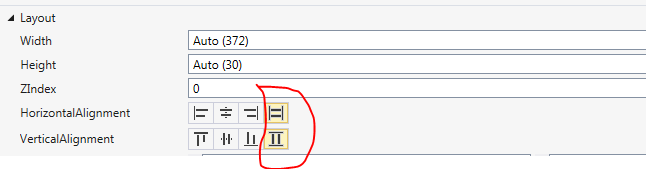 Layout
Width Auto (372)
Height Auto (30)
ZIndex 0
HorizontalAlignment
VerticalAlignment